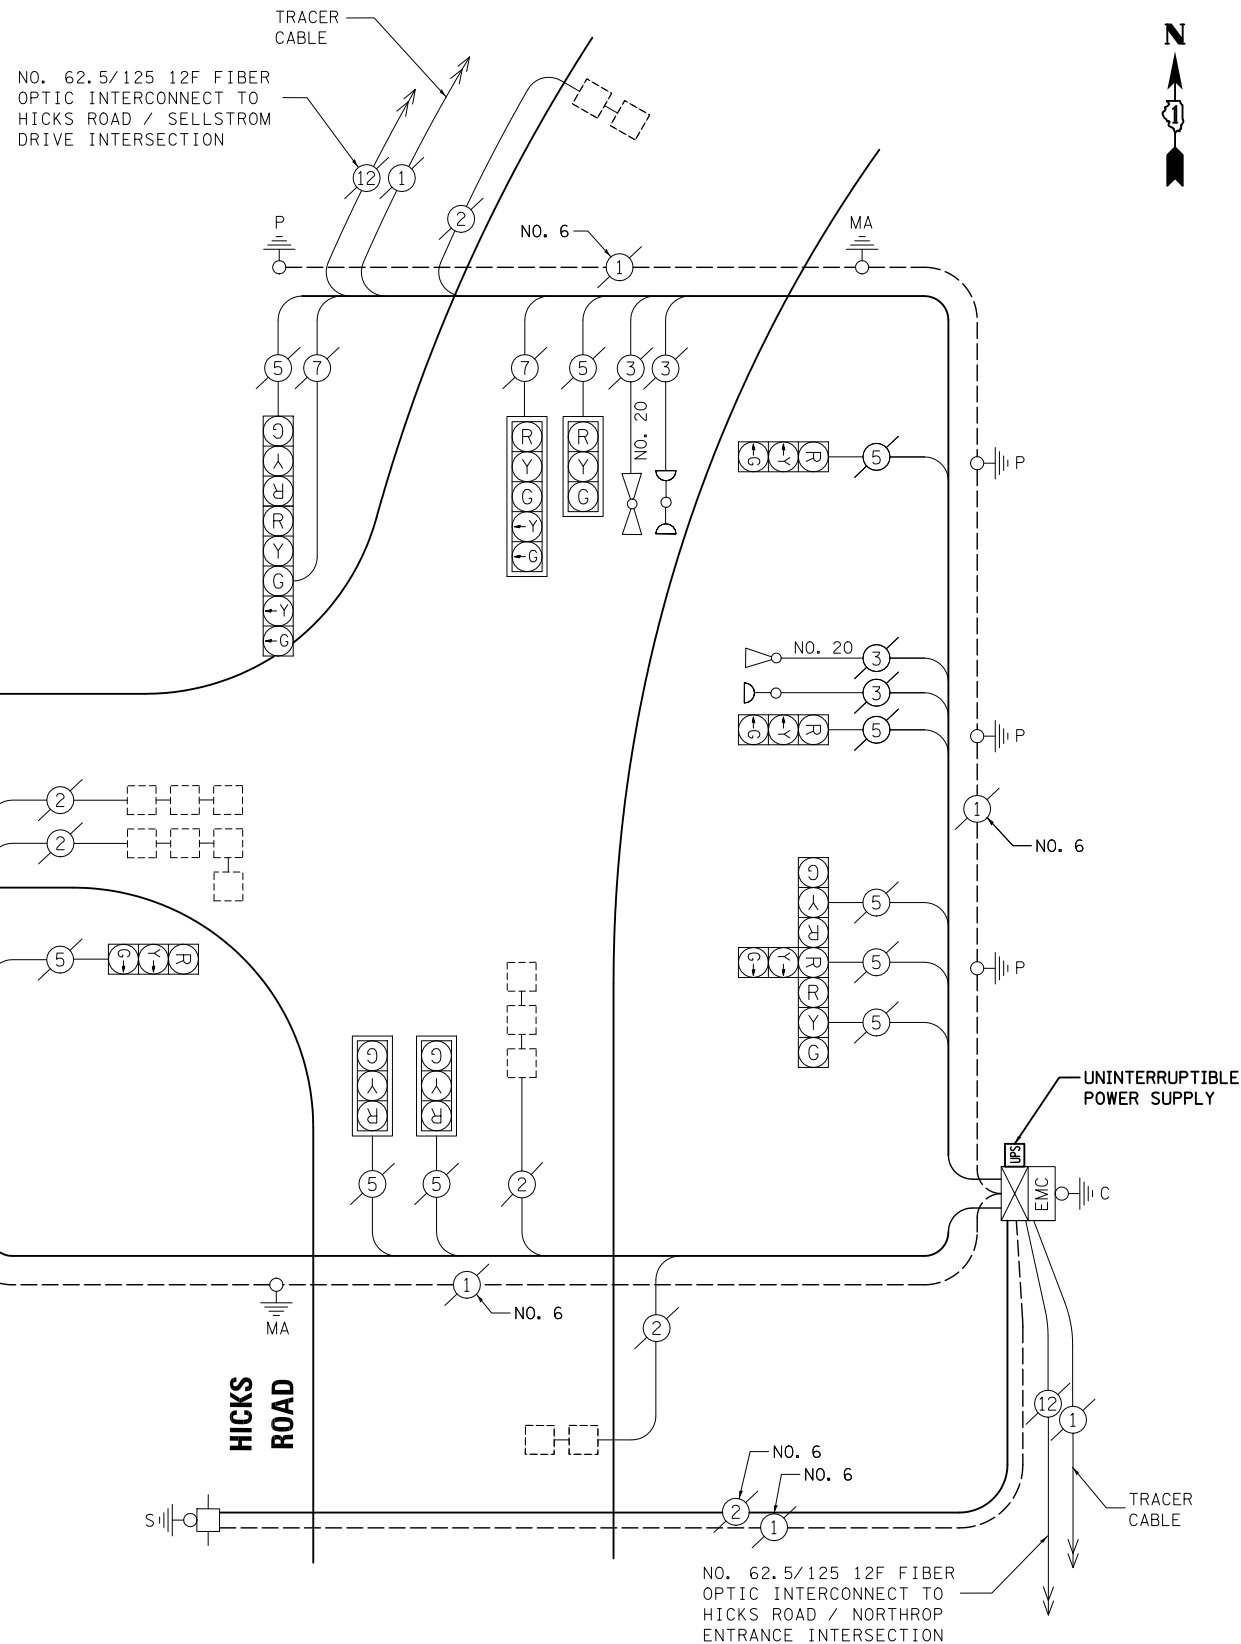 TRACER
CABLE
N
NO. 62.5/125 12F FIBER
OPTIC INTERCONNECT TO
HICKS ROAD / SELLSTROM
DRIVE INTERSECTION
1
12
1
2
P
NO. 6
1
MA
5
7
7
5
3
3
NO. 20
G
Y
R
R
Y
G
Y
G
R
Y
G
Y
G
R
Y
G
G Y R
5
P
NO. 20
3
3
G Y R
5
P
2
2
1
NO. 6
G
Y
R
5
G Y R
5
R
Y
G
5
P
5
G Y R
G
Y
R
G
Y
R
5
5
2
UNINTERRUPTIBLE
POWER SUPPLY
UPS
EMC
C
1
NO. 6
MA
2
HICKS
ROAD
12
1
NO. 6
NO. 6
S
2
1
TRACER
CABLE
NO. 62.5/125 12F FIBER
OPTIC INTERCONNECT TO
HICKS ROAD / NORTHROP
ENTRANCE INTERSECTION